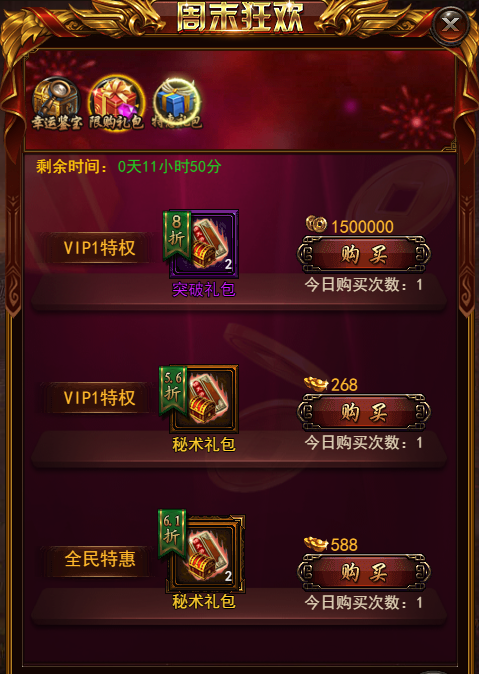 周末狂欢
幸运鉴宝 限购礼包 特惠礼包
剩余时间：0天11小时50分
VIP1特权
8折
2
突破礼包
1500000
购买
今日购买次数：1
VIP1特权
5.6折
秘术礼包
268
购买
今日购买次数：1
全民特惠
6.1折
2
秘术礼包
588
购买
今日购买次数：1